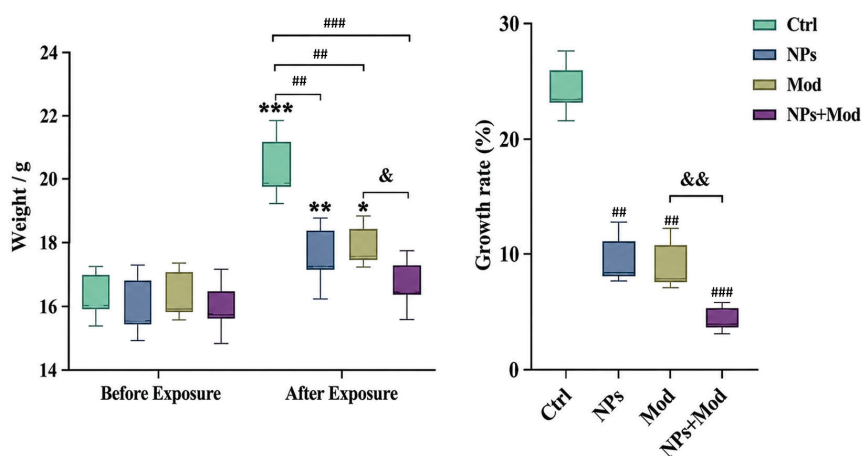 ###
##
##
***
**
*
&
24
22
20
18
16
14
Weight / g
Before Exposure
After Exposure
30
20
10
0
Growth rate (%)
##
##
&&
###
Ctrl
NPs
Mod
NPs+Mod
Ctrl
NPs
Mod
NPs+Mod